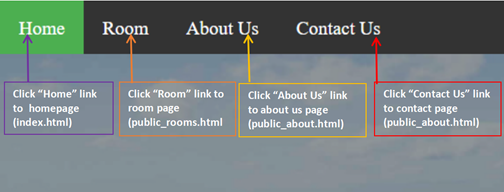 Home Room About Us Contact Us
Click “Home” link
to homepage
(index.html)
Click “Room” link to
room page
(public_rooms.html
Click “About Us” link
to about us page
(public_about.html)
Click “Contact Us” link
to contact page
(public_about.html)